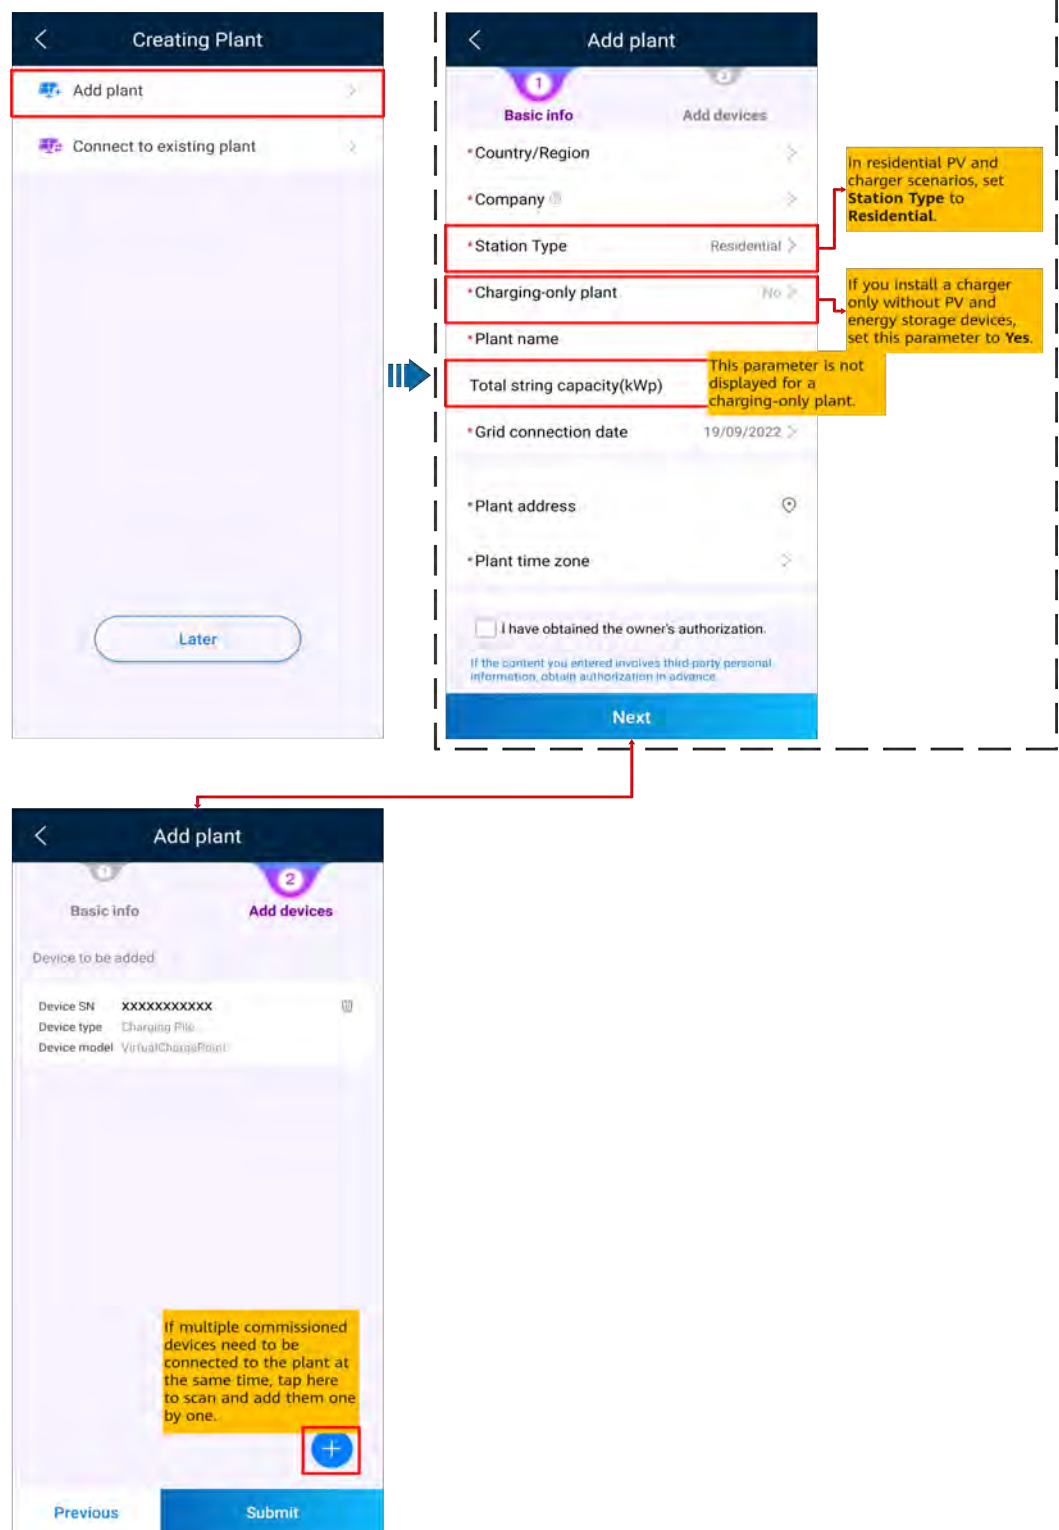 Creating Plant
Add plant
Connect to existing plant
Later
Add plant
1
Basic info
Add devices
*Country/Region
*Company
*Station Type Residential
*Charging-only plant No
*Plant name
Total string capacity(kWp)
*Grid connection date 19/09/2022
*Plant address
*Plant time zone
I have obtained the owner's authorization.
If the content you entered involves third-party personal
information, obtain authorization in advance.
Next
In residential PV and
charger scenarios, set
Station Type to
Residential.
If you install a charger
only without PV and
energy storage devices,
set this parameter to Yes.
This parameter is not
displayed for a
charging-only plant.
Add plant
2
Basic info
Add devices
Device to be added
Device SN XXXXXXXXXXX
Device type Charging Pile
Device model VirtualChargePoint
If multiple commissioned
devices need to be
connected to the plant at
the same time, tap here
to scan and add them one
by one.
Previous
Submit